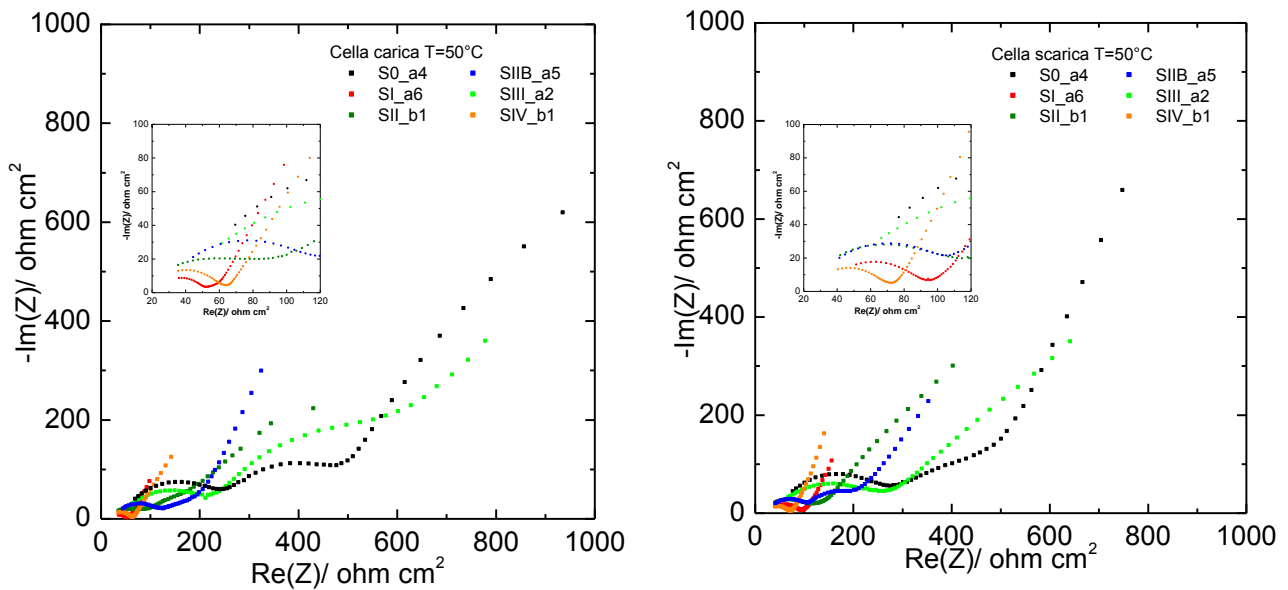 1000
800
600
400
200
0
-Im(Z)/ ohm cm²
Cella carica T=50°C
S0_a4
SI_a6
SII_b1
SIIB_a5
SIII_a2
SIV_b1
100
80
60
40
20
0
-Im(Z)/ ohm cm²
20 40 60 80 100 120
Re(Z)/ ohm cm²
0 200 400 600 800 1000
Re(Z)/ ohm cm²
1000
800
600
400
200
0
-Im(Z)/ ohm cm²
Cella scarica T=50°C
S0_a4
SI_a6
SII_b1
SIIB_a5
SIII_a2
SIV_b1
100
80
60
40
20
0
-Im(Z)/ ohm cm²
20 40 60 80 100 120
Re(Z)/ ohm cm²
0 200 400 600 800 1000
Re(Z)/ ohm cm²